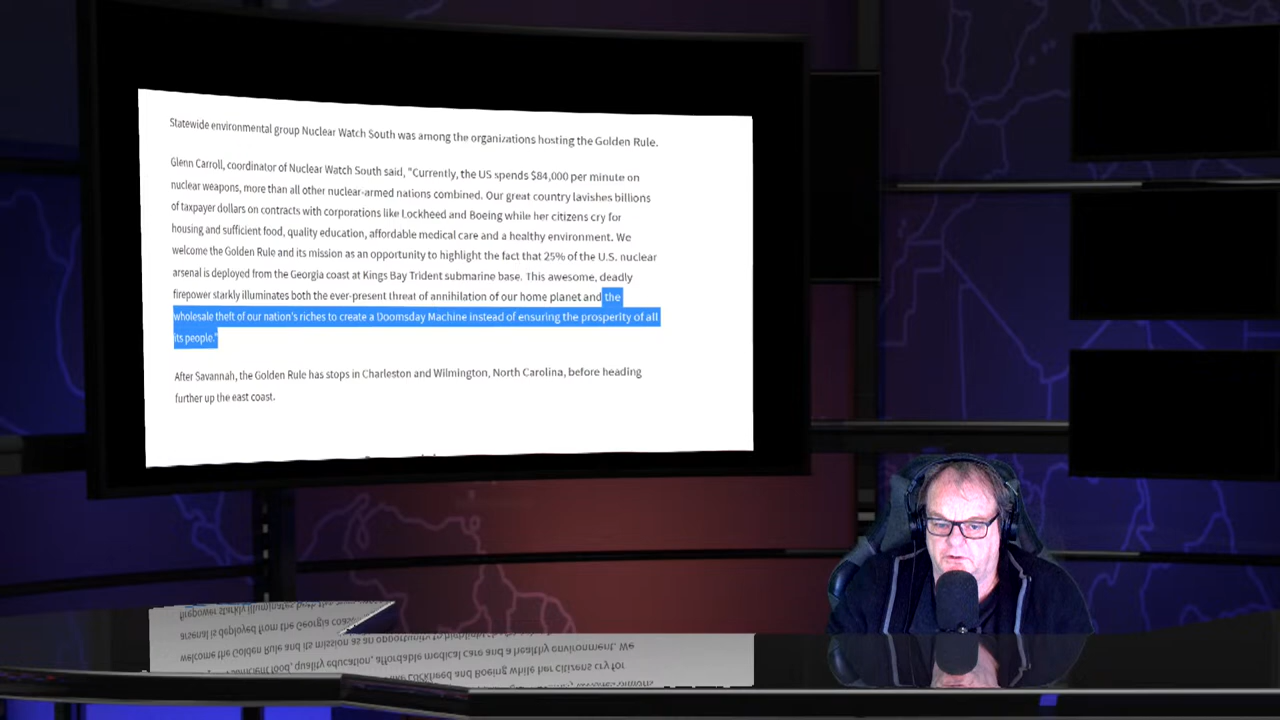 Statewide environmental group Nuclear Watch South was among the organizations hosting the Golden Rule.
Glenn Carroll, coordinator of Nuclear Watch South said, "Currently, the US spends $84,000 per minute on
nuclear weapons, more than all other nuclear-armed nations combined. Our great country lavishes billions
of taxpayer dollars on contracts with corporations like Lockheed and Boeing while her citizens cry for
housing and sufficient food, quality education, affordable medical care and a healthy environment. We
welcome the Golden Rule and its mission as an opportunity to highlight the fact that 25% of the U.S. nuclear
arsenal is deployed from the Georgia coast at Kings Bay Trident submarine base. This awesome, deadly
firepower starkly illuminates both the ever-present threat of annihilation of our home planet and the
wholesale theft of our nation's riches to create a Doomsday Machine instead of ensuring the prosperity of all
its people."
After Savannah, the Golden Rule has stops in Charleston and Wilmington, North Carolina, before heading
further up the east coast.